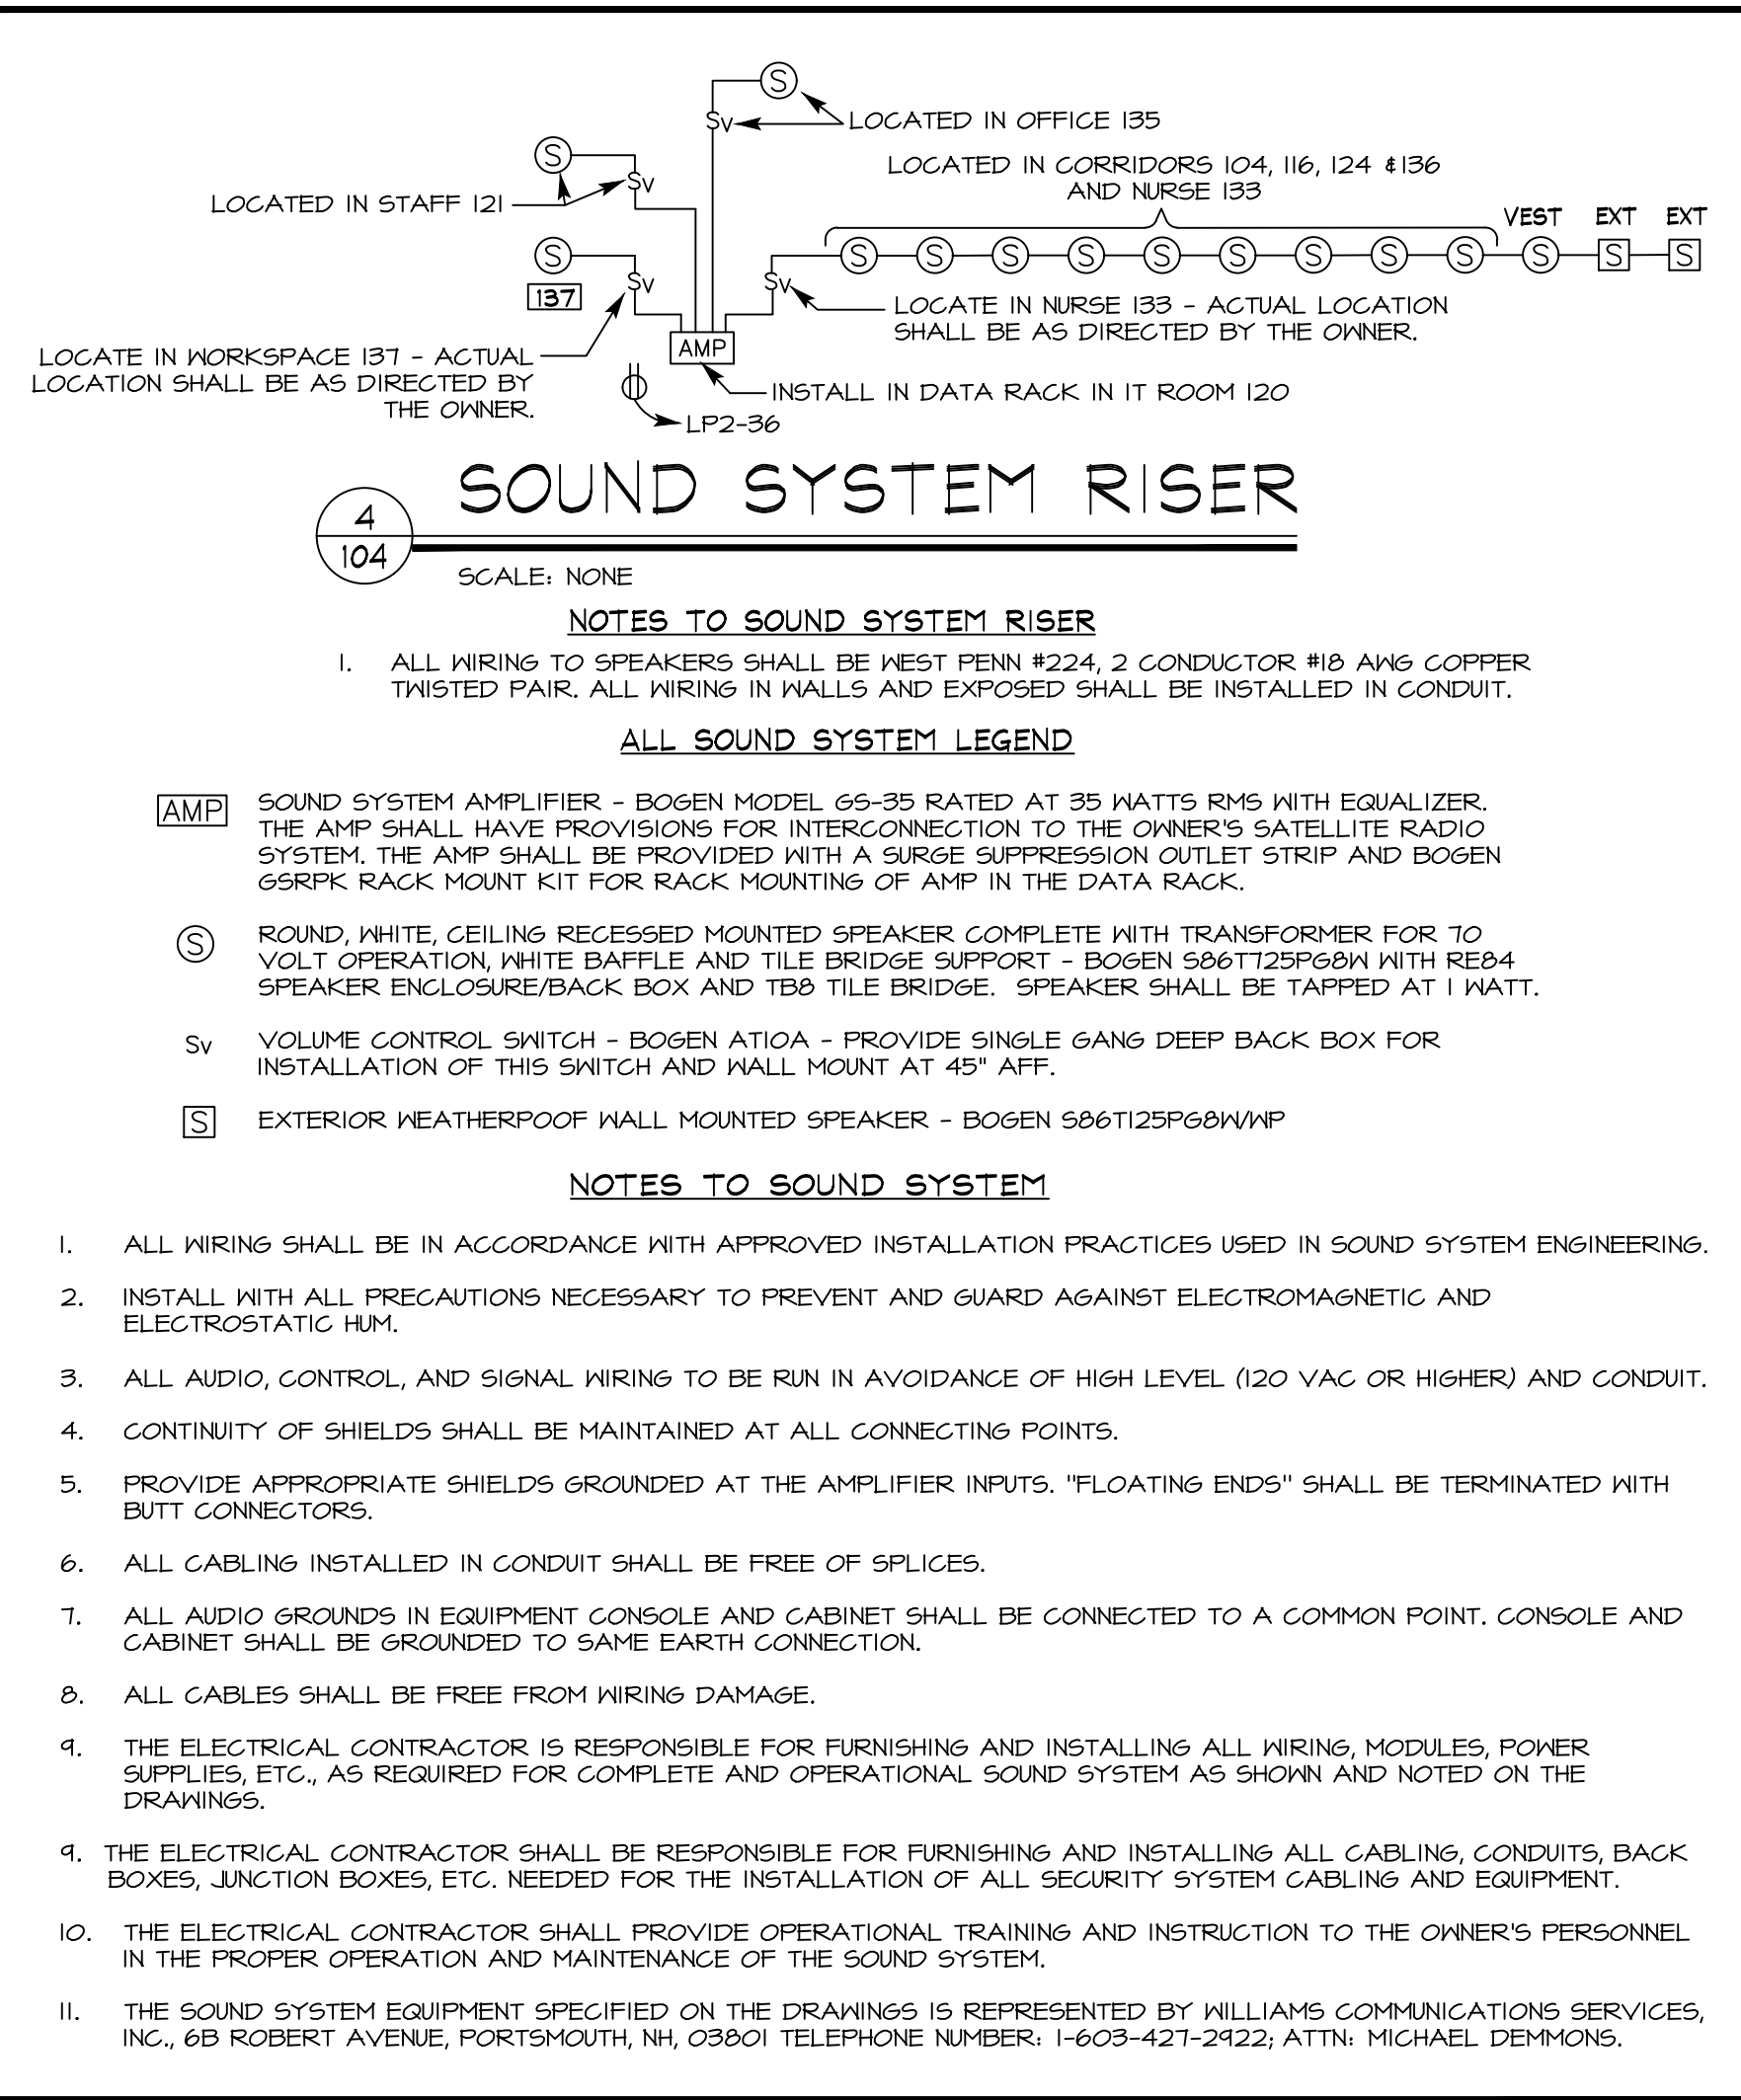 S
Sv
LOCATED IN OFFICE 135
S
Sv
LOCATED IN STAFF 121
LOCATED IN CORRIDORS 104, 116, 124 & 136
AND NURSE 133
VEST EXT EXT
S
Sv
137
S S S S S S S S S S S S
Sv
LOCATE IN NURSE 133 - ACTUAL LOCATION
SHALL BE AS DIRECTED BY THE OWNER.
AMP
LOCATE IN WORKSPACE 137 - ACTUAL
LOCATION SHALL BE AS DIRECTED BY
THE OWNER.
INSTALL IN DATA RACK IN IT ROOM 120
LP2-36
SOUND SYSTEM RISER
4
104
SCALE: NONE
NOTES TO SOUND SYSTEM RISER
1. ALL WIRING TO SPEAKERS SHALL BE WEST PENN #224, 2 CONDUCTOR #18 AWG COPPER
TWISTED PAIR. ALL WIRING IN WALLS AND EXPOSED SHALL BE INSTALLED IN CONDUIT.
ALL SOUND SYSTEM LEGEND
AMP SOUND SYSTEM AMPLIFIER - BOGEN MODEL GS-35 RATED AT 35 WATTS RMS WITH EQUALIZER.
THE AMP SHALL HAVE PROVISIONS FOR INTERCONNECTION TO THE OWNER'S SATELLITE RADIO
SYSTEM. THE AMP SHALL BE PROVIDED WITH A SURGE SUPPRESSION OUTLET STRIP AND BOGEN
GSRPK RACK MOUNT KIT FOR RACK MOUNTING OF AMP IN THE DATA RACK.
S ROUND, WHITE, CEILING RECESSED MOUNTED SPEAKER COMPLETE WITH TRANSFORMER FOR 70
VOLT OPERATION, WHITE BAFFLE AND TILE BRIDGE SUPPORT - BOGEN S86T725PG8W WITH RE84
SPEAKER ENCLOSURE/BACK BOX AND TB8 TILE BRIDGE. SPEAKER SHALL BE TAPPED AT 1 WATT.
Sv VOLUME CONTROL SWITCH - BOGEN AT10A - PROVIDE SINGLE GANG DEEP BACK BOX FOR
INSTALLATION OF THIS SWITCH AND WALL MOUNT AT 45" AFF.
S EXTERIOR WEATHERPOOF WALL MOUNTED SPEAKER - BOGEN S86T125PG8W/WP
NOTES TO SOUND SYSTEM
1. ALL WIRING SHALL BE IN ACCORDANCE WITH APPROVED INSTALLATION PRACTICES USED IN SOUND SYSTEM ENGINEERING.
2. INSTALL WITH ALL PRECAUTIONS NECESSARY TO PREVENT AND GUARD AGAINST ELECTROMAGNETIC AND
ELECTROSTATIC HUM.
3. ALL AUDIO, CONTROL, AND SIGNAL WIRING TO BE RUN IN AVOIDANCE OF HIGH LEVEL (120 VAC OR HIGHER) AND CONDUIT.
4. CONTINUITY OF SHIELDS SHALL BE MAINTAINED AT ALL CONNECTING POINTS.
5. PROVIDE APPROPRIATE SHIELDS GROUNDED AT THE AMPLIFIER INPUTS. "FLOATING ENDS" SHALL BE TERMINATED WITH
BUTT CONNECTORS.
6. ALL CABLING INSTALLED IN CONDUIT SHALL BE FREE OF SPLICES.
7. ALL AUDIO GROUNDS IN EQUIPMENT CONSOLE AND CABINET SHALL BE CONNECTED TO A COMMON POINT. CONSOLE AND
CABINET SHALL BE GROUNDED TO SAME EARTH CONNECTION.
8. ALL CABLES SHALL BE FREE FROM WIRING DAMAGE.
9. THE ELECTRICAL CONTRACTOR IS RESPONSIBLE FOR FURNISHING AND INSTALLING ALL WIRING, MODULES, POWER
SUPPLIES, ETC., AS REQUIRED FOR COMPLETE AND OPERATIONAL SOUND SYSTEM AS SHOWN AND NOTED ON THE
DRAWINGS.
9. THE ELECTRICAL CONTRACTOR SHALL BE RESPONSIBLE FOR FURNISHING AND INSTALLING ALL CABLING, CONDUITS, BACK
BOXES, JUNCTION BOXES, ETC. NEEDED FOR THE INSTALLATION OF ALL SECURITY SYSTEM CABLING AND EQUIPMENT.
10. THE ELECTRICAL CONTRACTOR SHALL PROVIDE OPERATIONAL TRAINING AND INSTRUCTION TO THE OWNER'S PERSONNEL
IN THE PROPER OPERATION AND MAINTENANCE OF THE SOUND SYSTEM.
11. THE SOUND SYSTEM EQUIPMENT SPECIFIED ON THE DRAWINGS IS REPRESENTED BY WILLIAMS COMMUNICATIONS SERVICES,
INC., 6B ROBERT AVENUE, PORTSMOUTH, NH, 03801 TELEPHONE NUMBER: 1-603-427-2922; ATTN: MICHAEL DEMMONS.